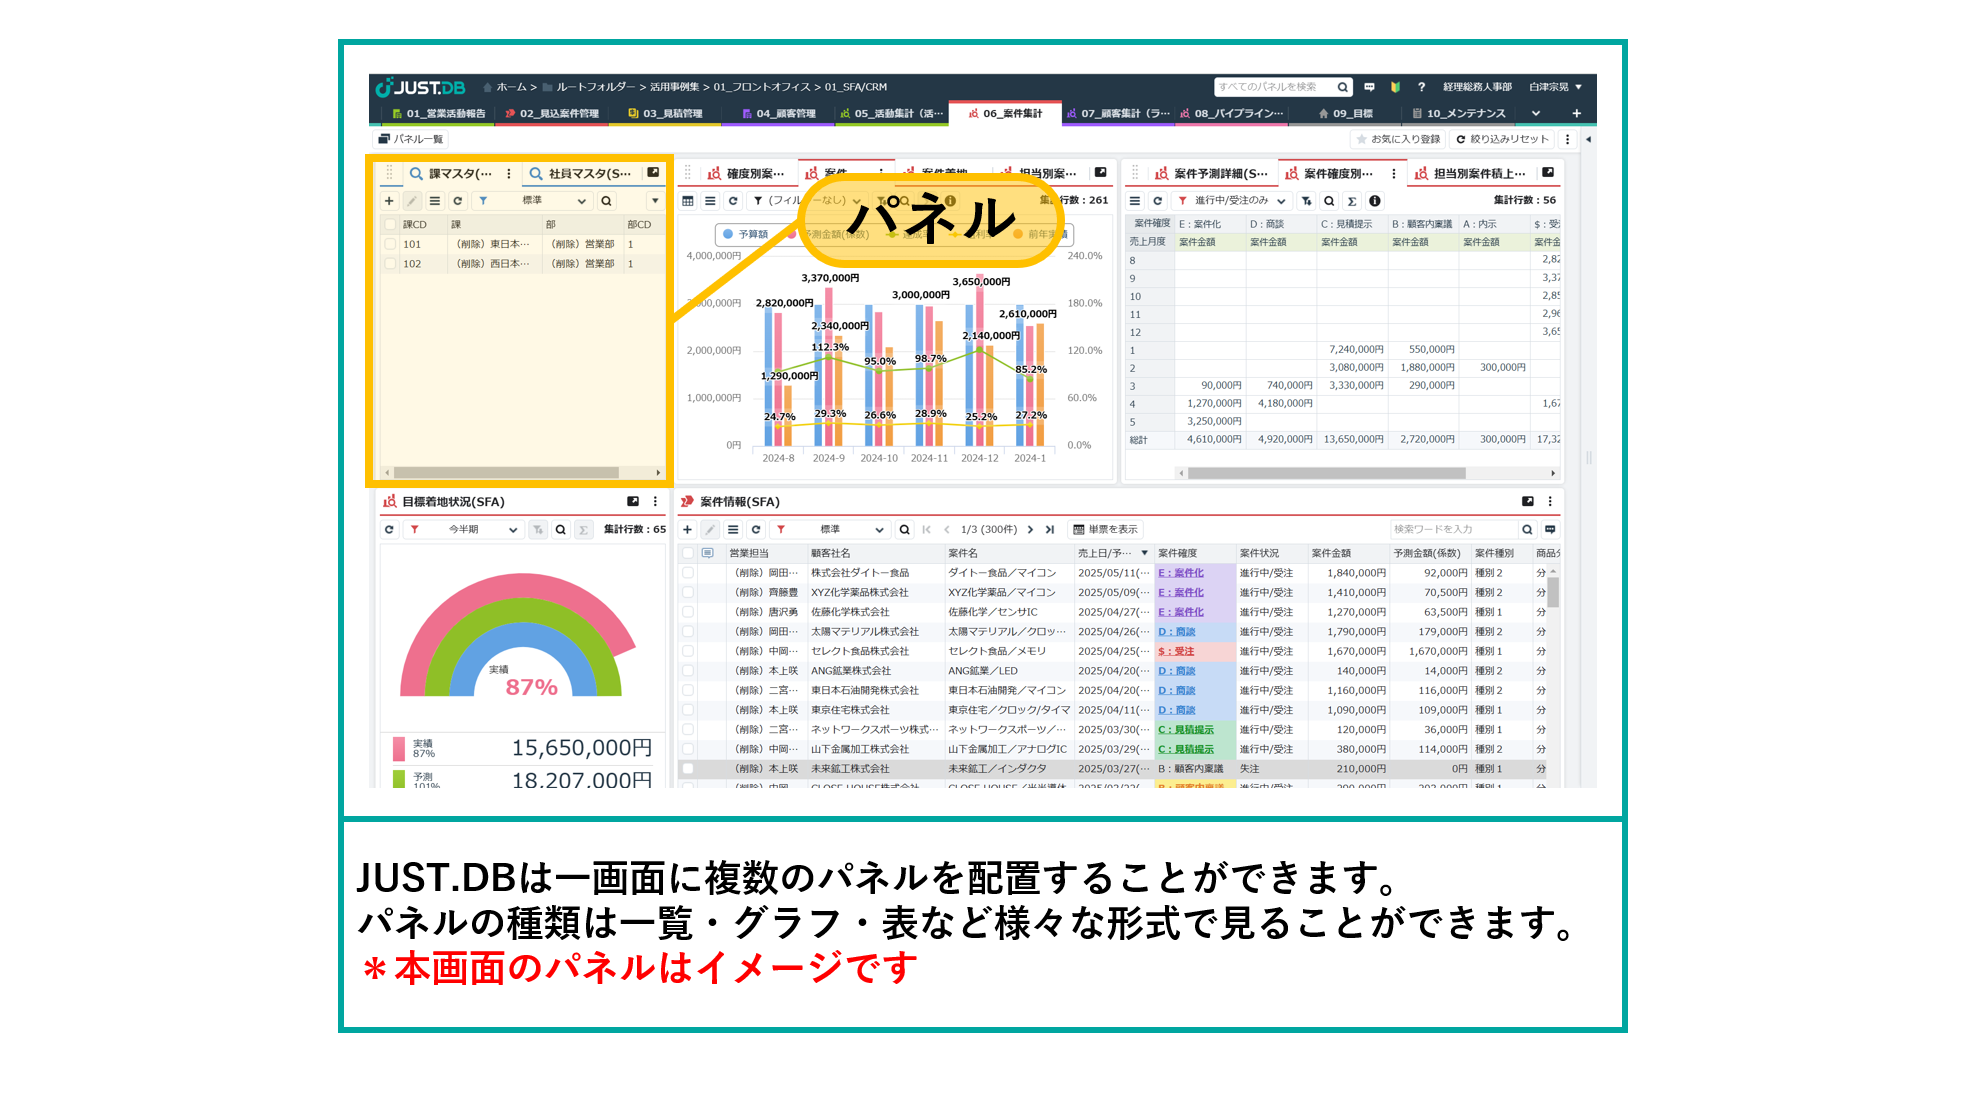 JUST.DB
ホーム > ルートフォルダー > 活用事例集 > 01_フロントオフィス > 01_SFA/CRM
すべてのパネルを検索
経理総務人事部 白津宗晃
01_営業活動報告 02_見込案件管理 03_見積管理 04_顧客管理 05_活動集計（活… 06_案件集計 07_顧客集計（ラ… 08_パイプライン… 09_目標 10_メンテナンス
パネル一覧
お気に入り登録 絞り込みリセット
課マスタ(… 社員マスタ(S…
標準
課CD 課 部 部CD
101 （削除）東日本… （削除）営業部 1
102 （削除）西日本… （削除）営業部 1
確度別案… 担当別案…
集計行数：261
パネル
予算額
4,000,000円 240.0%
180.0%
2,000,000円 120.0%
1,000,000円 60.0%
0円 0.0%
3,370,000円 3,650,000円
2,820,000円 3,000,000円
2,340,000円 2,610,000円
2,140,000円
112.3% 95.0% 98.7% 85.2%
1,290,000円
24.7% 29.3% 26.6% 28.9% 25.2% 27.2%
2024-8 2024-9 2024-10 2024-11 2024-12 2024-1
案件予測詳細(S… 案件確度別… 担当別案件積上…
進行中/受注のみ 集計行数：56
案件確度 E：案件化 D：商談 C：見積提示 B：顧客内稟議 A：内示
売上月度 案件金額 案件金額 案件金額 案件金額 案件金額
8
9
10
11
12
1 7,240,000円 550,000円
2 3,080,000円 1,880,000円 300,000円
3 90,000円 740,000円 3,330,000円 290,000円
4 1,270,000円 4,180,000円
5 3,250,000円
総計 4,610,000円 4,920,000円 13,650,000円 2,720,000円 300,000円
目標着地状況(SFA)
今半期 集計行数：65
実績
87%
実績
87%
15,650,000円
予測
101%
18,207,000円
案件情報(SFA)
標準 1/3 (300件) 単票を表示 検索ワードを入力
営業担当 顧客社名 案件名 売上日/予… 案件確度 案件状況 案件金額 予測金額(係数) 案件種別
（削除）岡田… 株式会社ダイトー食品 ダイトー食品／マイコン 2025/05/11(… E：案件化 進行中/受注 1,840,000円 92,000円 種別2 分
（削除）齊藤豊 XYZ化学薬品株式会社 XYZ化学薬品／マイコン 2025/05/09(… E：案件化 進行中/受注 1,410,000円 70,500円 種別2 分
（削除）唐沢勇 佐藤化学株式会社 佐藤化学／センサIC 2025/04/27(… E：案件化 進行中/受注 1,270,000円 63,500円 種別1 分
（削除）岡田… 太陽マテリアル株式会社 太陽マテリアル／クロッ… 2025/04/26(… D：商談 進行中/受注 1,790,000円 179,000円 種別2 分
（削除）中岡… セレクト食品株式会社 セレクト食品／メモリ 2025/04/25(… $：受注 進行中/受注 1,670,000円 1,670,000円 種別1 分
（削除）本上咲 ANG鉱業株式会社 ANG鉱業／LED 2025/04/20(… D：商談 進行中/受注 140,000円 14,000円 種別2 分
（削除）二宮… 東日本石油開発株式会社 東日本石油開発／マイコン 2025/04/20(… D：商談 進行中/受注 1,160,000円 116,000円 種別2 分
（削除）本上咲 東京住宅株式会社 東京住宅／クロック/タイマ 2025/04/11(… D：商談 進行中/受注 1,090,000円 109,000円 種別1 分
（削除）二宮… ネットワークスポーツ株式… ネットワークスポーツ／… 2025/03/30(… C：見積提示 進行中/受注 120,000円 36,000円 種別1 分
（削除）中岡… 山下金属加工株式会社 山下金属加工／アナログIC 2025/03/29(… C：見積提示 進行中/受注 380,000円 114,000円 種別2 分
（削除）本上咲 未来鉱工株式会社 未来鉱工／インダクタ 2025/03/27(… B：顧客内稟議 失注 210,000円 0円 種別1 分
JUST.DBは一画面に複数のパネルを配置することができます。
パネルの種類は一覧・グラフ・表など様々な形式で見ることができます。
＊本画面のパネルはイメージです